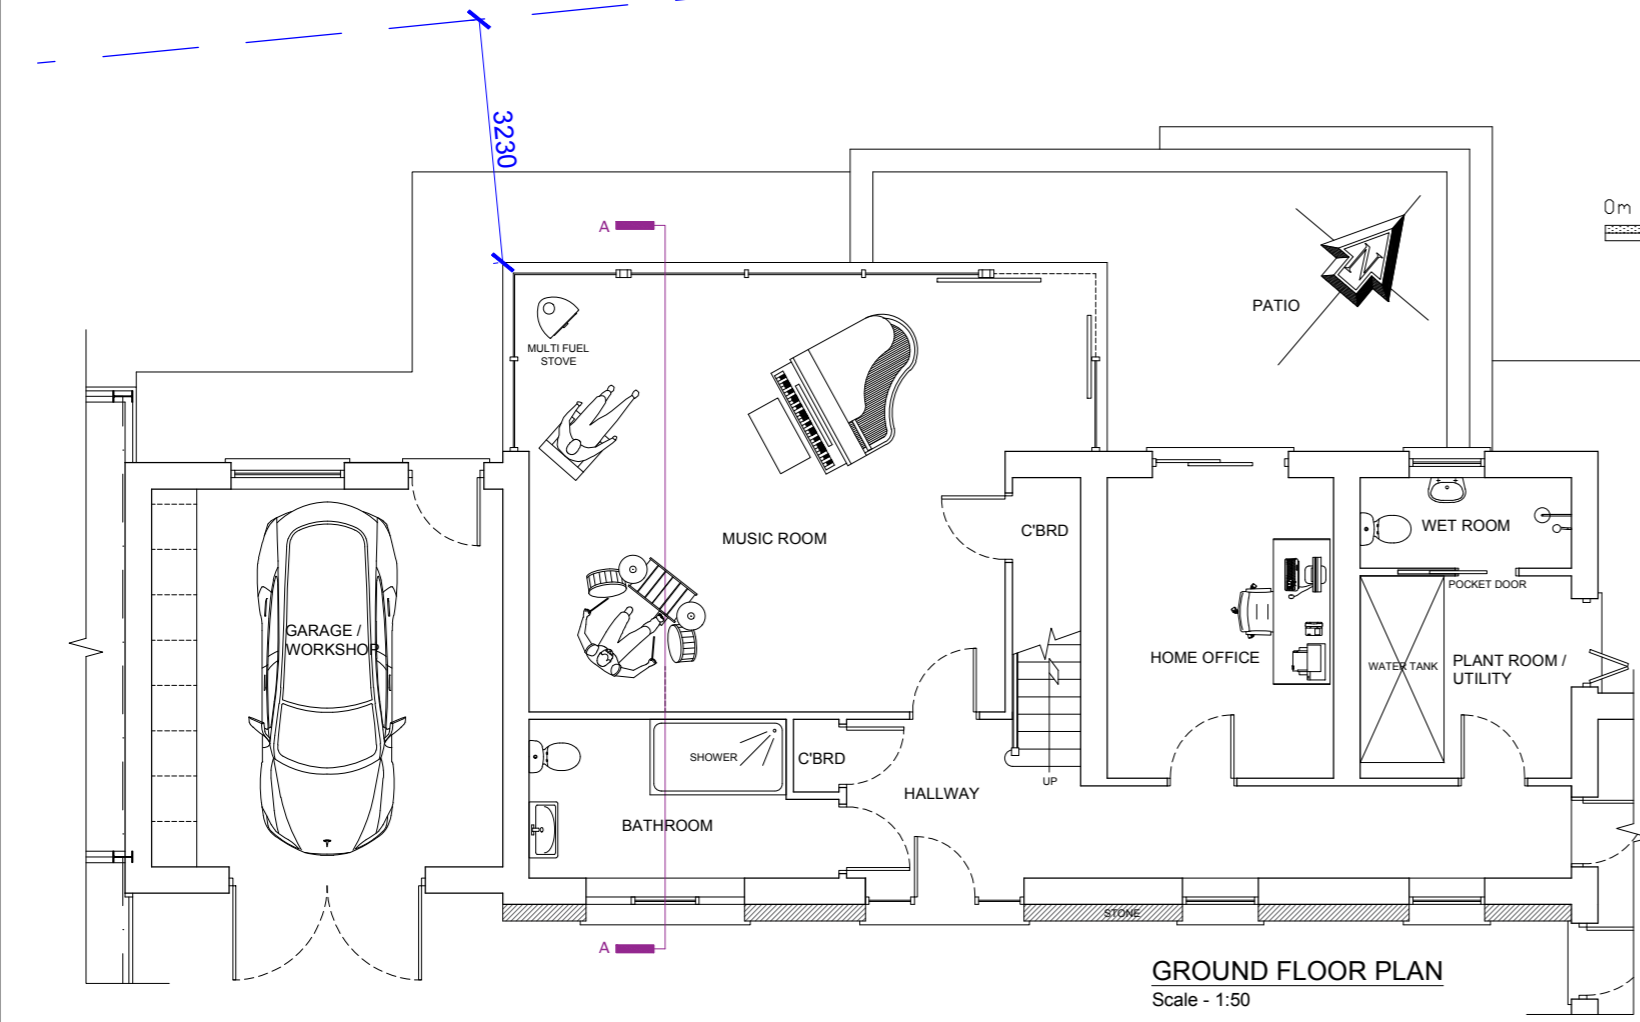 3230
A
0m
N
PATIO
MULTI FUEL
STOVE
C'BRD
WET ROOM
MUSIC ROOM
POCKET DOOR
GARAGE /
WORKSHOP
HOME OFFICE
WATER TANK
PLANT ROOM /
UTILITY
SHOWER
C'BRD
UP
HALLWAY
BATHROOM
STONE
A
GROUND FLOOR PLAN
Scale - 1:50